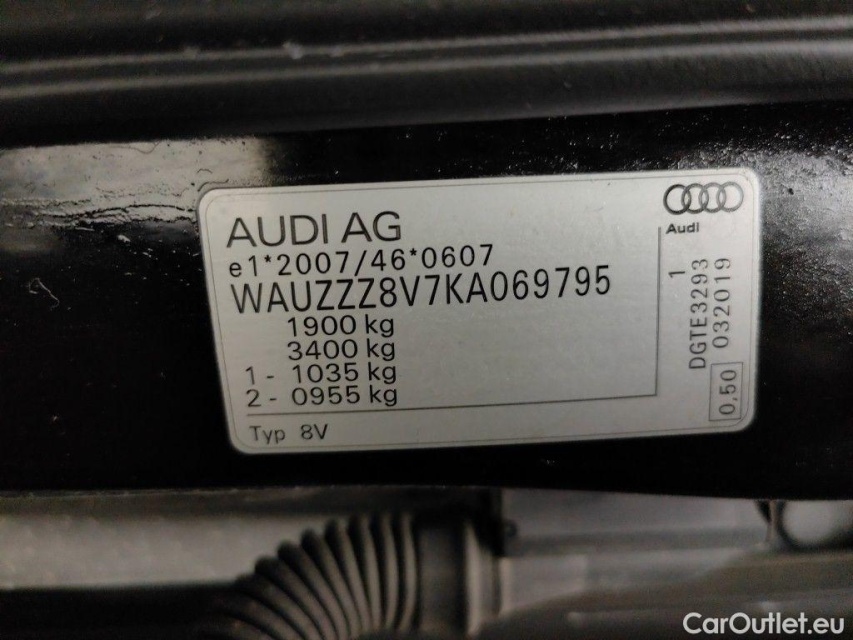 AUDI AG
e1*2007/46*0607
WAUZZZ8V7KA069795
1900 kg
3400 kg
1 - 1035 kg
2 - 0955 kg
Typ 8V
Audi
1
DGTE3293
032019
0,50
CarOutlet.eu